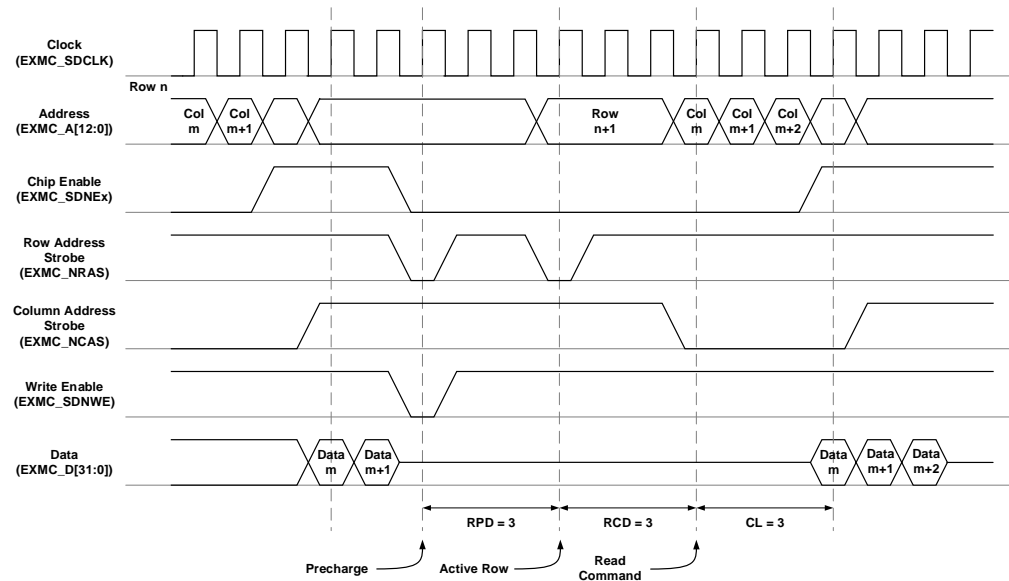 Clock
(EXMC_SDCLK)
Row n
Address
(EXMC_A[12:0])
Col
m
Col
m+1
Row
n+1
Col
m
Col
m+1
Col
m+2
Chip Enable
(EXMC_SDNEx)
Row Address
Strobe
(EXMC_NRAS)
Column Address
Strobe
(EXMC_NCAS)
Write Enable
(EXMC_SDNWE)
Data
(EXMC_D[31:0])
Data
m
Data
m+1
Data
m
Data
m+1
Data
m+2
RPD = 3
RCD = 3
CL = 3
Precharge
Active Row
Read
Command